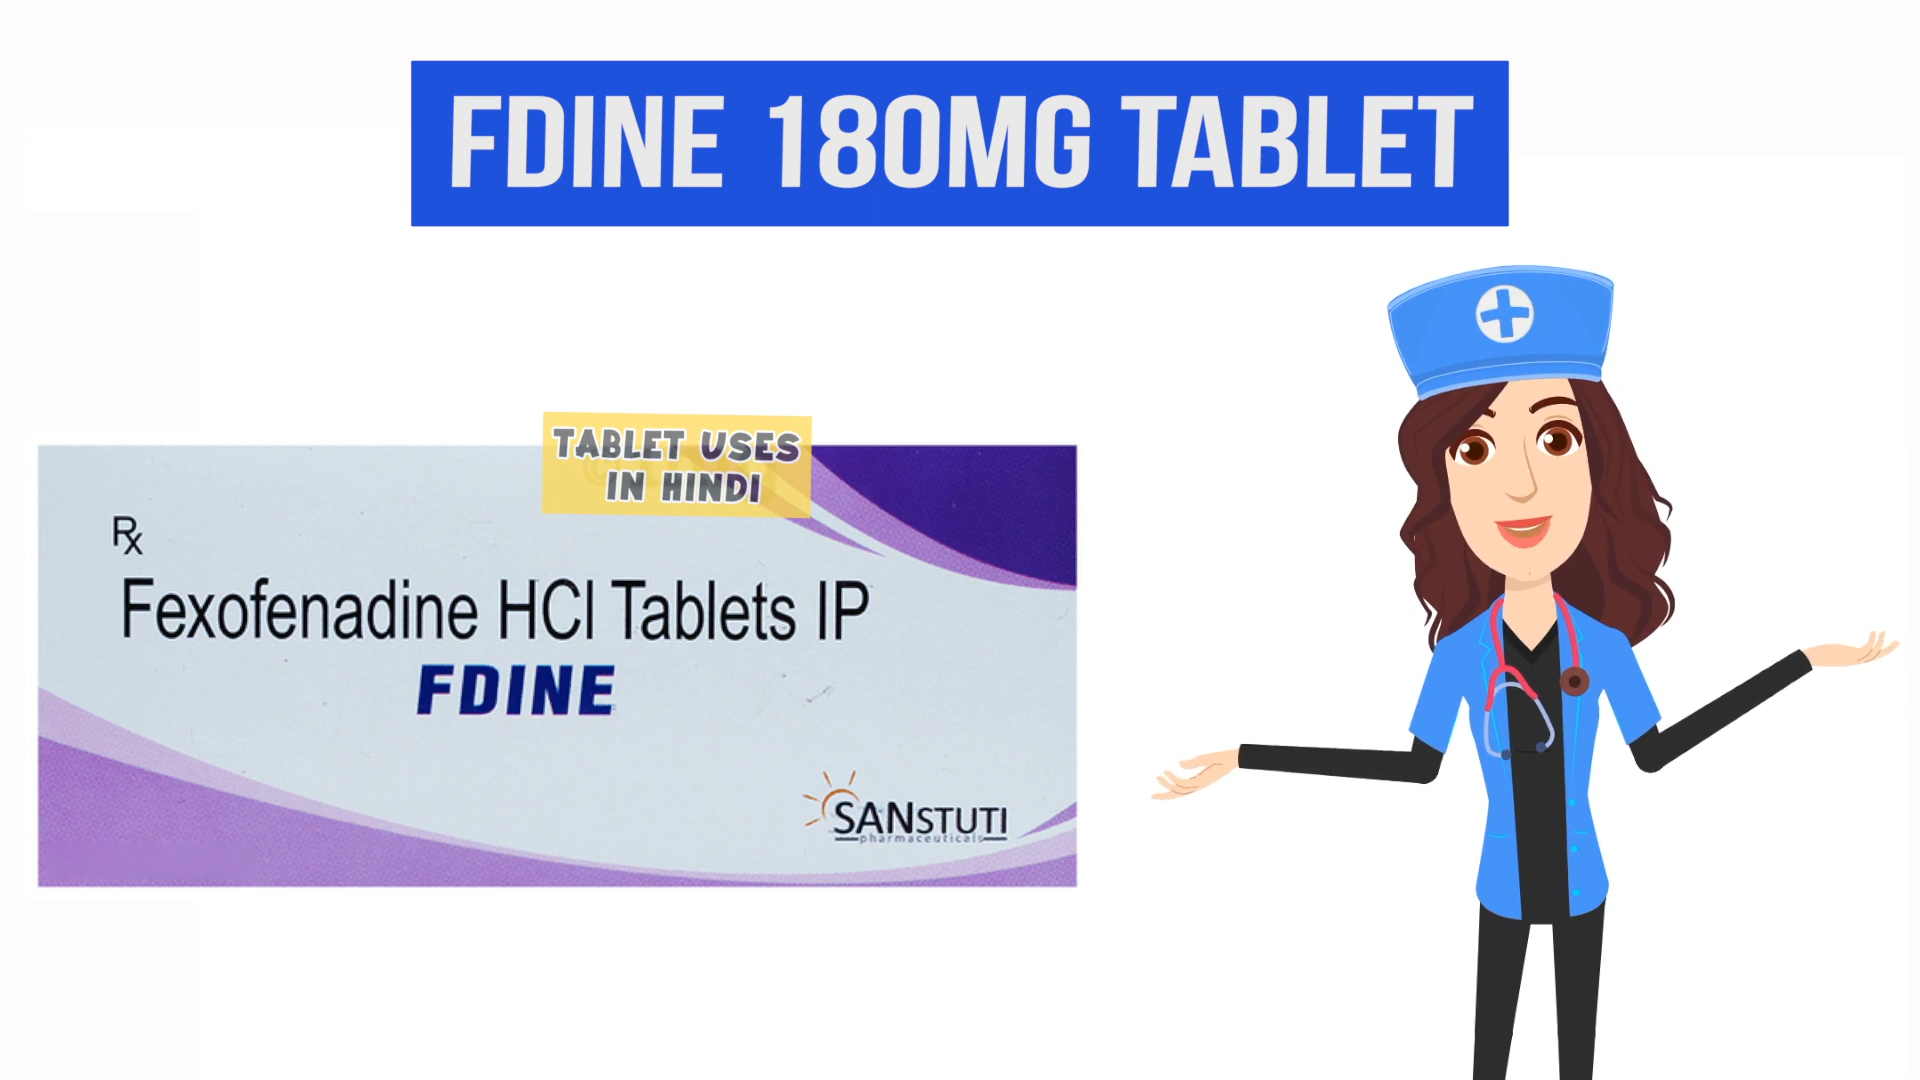 FDINE 180MG TABLET
TABLET USES
IN HINDI
Rx
Fexofenadine HCl Tablets IP
FDINE
SANSTUTI
pharmaceuticals